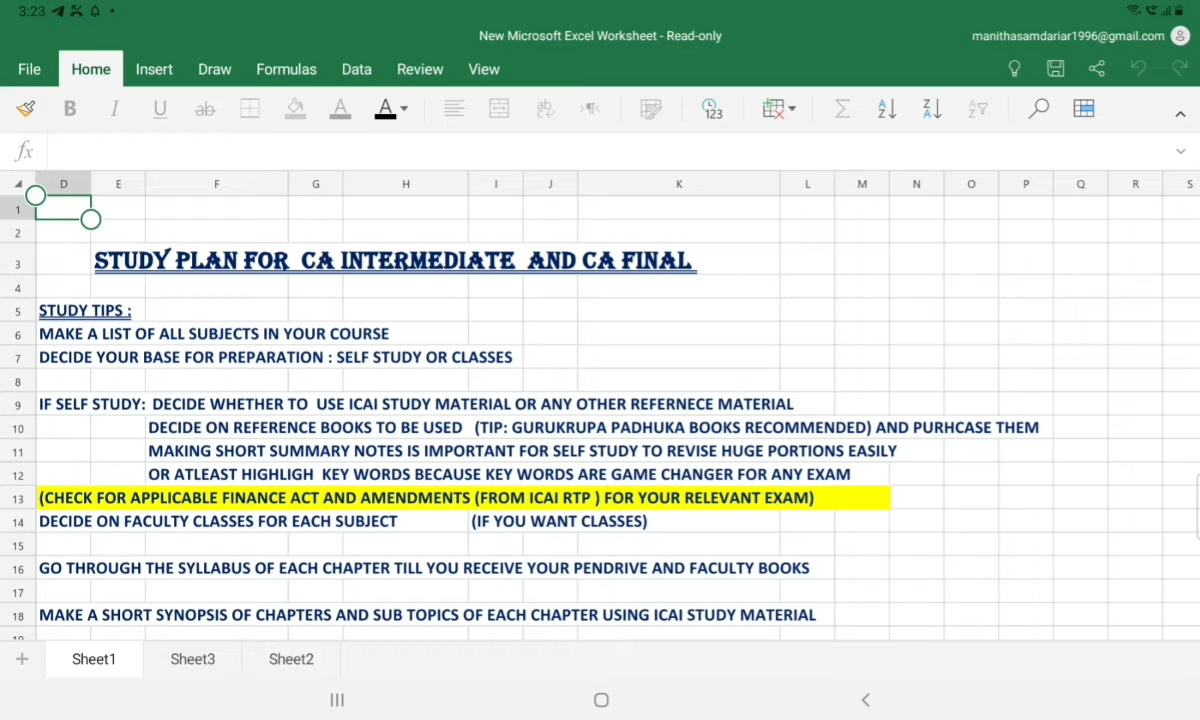 3:23
New Microsoft Excel Worksheet - Read-only
manithasamdariar1996@gmail.com
File Home Insert Draw Formulas Data Review View
B I U ab A A ab 123 Σ A Z Z A A Z
fx
D E F G H I J K L M N O P Q R S
1
2
3 STUDY PLAN FOR CA INTERMEDIATE AND CA FINAL
4
5 STUDY TIPS :
6 MAKE A LIST OF ALL SUBJECTS IN YOUR COURSE
7 DECIDE YOUR BASE FOR PREPARATION : SELF STUDY OR CLASSES
8
9 IF SELF STUDY: DECIDE WHETHER TO USE ICAI STUDY MATERIAL OR ANY OTHER REFERNECE MATERIAL
10 DECIDE ON REFERENCE BOOKS TO BE USED (TIP: GURUKRUPA PADHUKA BOOKS RECOMMENDED) AND PURHCASE THEM
11 MAKING SHORT SUMMARY NOTES IS IMPORTANT FOR SELF STUDY TO REVISE HUGE PORTIONS EASILY
12 OR ATLEAST HIGHLIGH KEY WORDS BECAUSE KEY WORDS ARE GAME CHANGER FOR ANY EXAM
13 (CHECK FOR APPLICABLE FINANCE ACT AND AMENDMENTS (FROM ICAI RTP ) FOR YOUR RELEVANT EXAM)
14 DECIDE ON FACULTY CLASSES FOR EACH SUBJECT (IF YOU WANT CLASSES)
15
16 GO THROUGH THE SYLLABUS OF EACH CHAPTER TILL YOU RECEIVE YOUR PENDRIVE AND FACULTY BOOKS
17
18 MAKE A SHORT SYNOPSIS OF CHAPTERS AND SUB TOPICS OF EACH CHAPTER USING ICAI STUDY MATERIAL
Sheet1 Sheet3 Sheet2